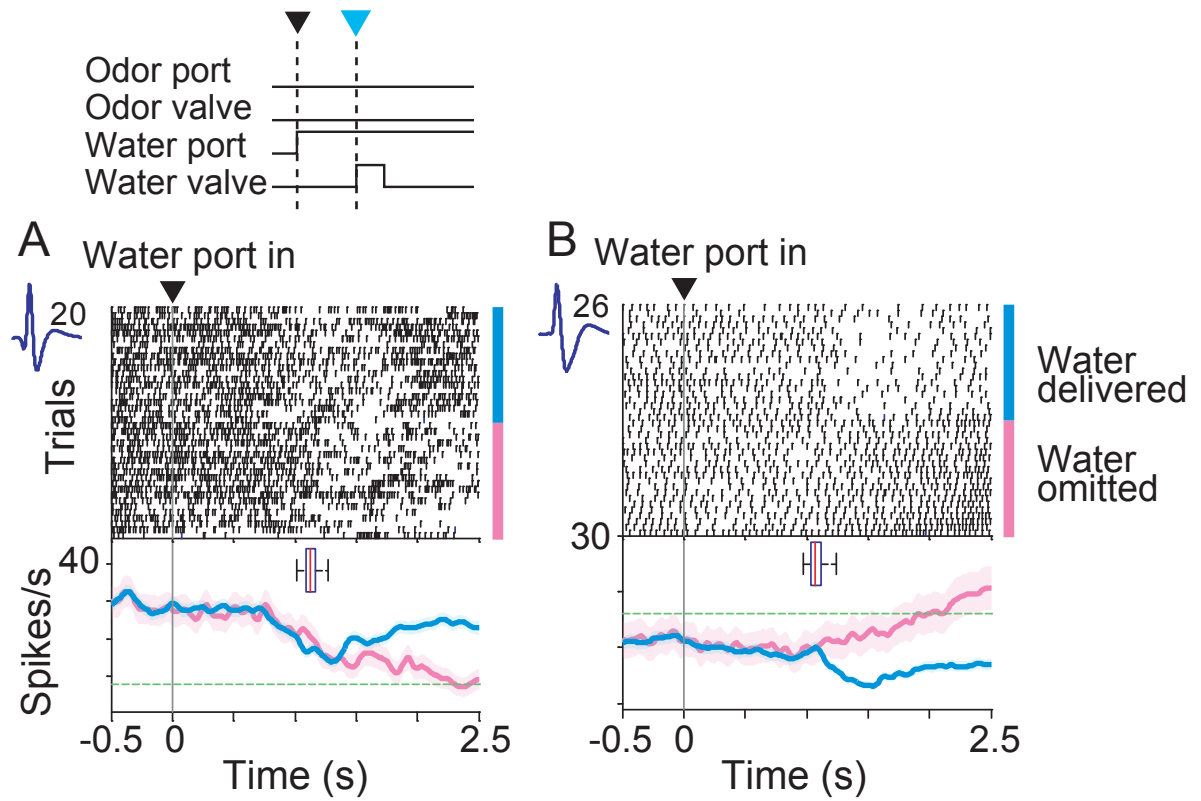 Odor port
Odor valve
Water port
Water valve
A
Water port in
20
Trials
40
Spikes/s
-0.5
0
2.5
Time (s)
B
Water port in
26
30
-0.5
0
2.5
Time (s)
Water
delivered
Water
omitted